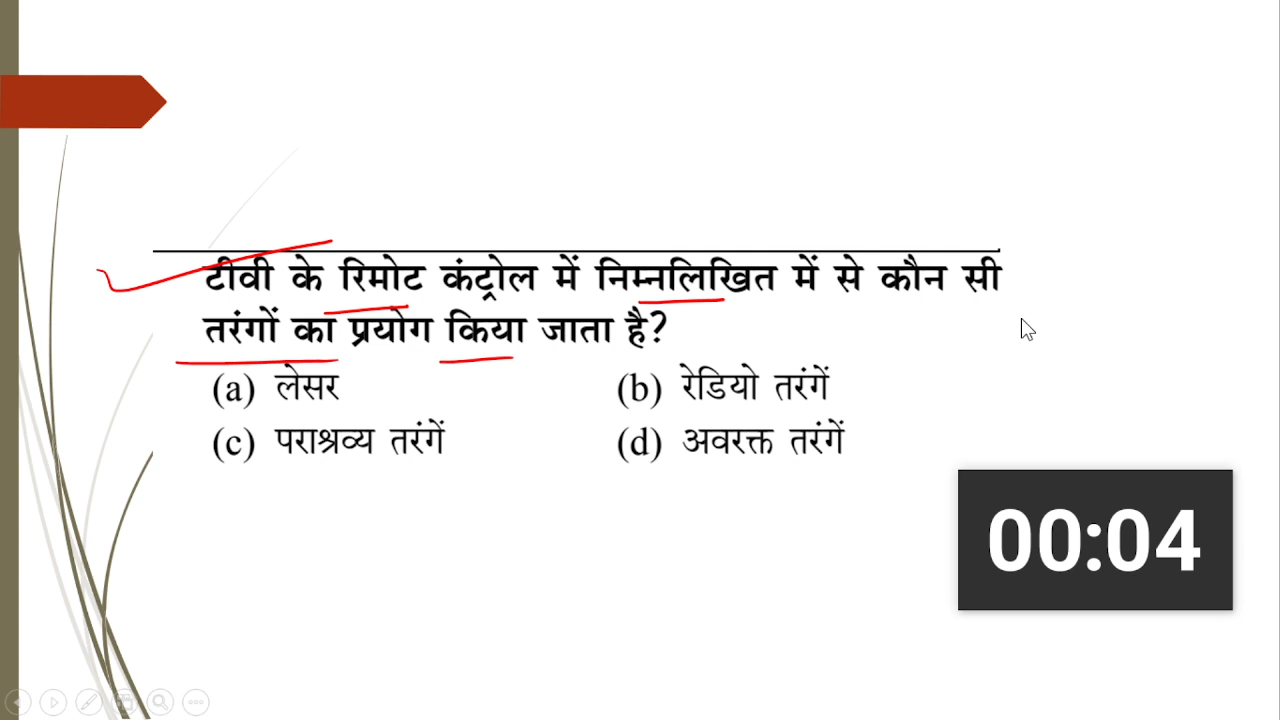 टीवी के रिमोट कंट्रोल में निम्नलिखित में से कौन सी
तरंगों का प्रयोग किया जाता है?
(a) लेसर (b) रेडियो तरंगें
(c) पराश्रव्य तरंगें (d) अवरक्त तरंगें
00:04